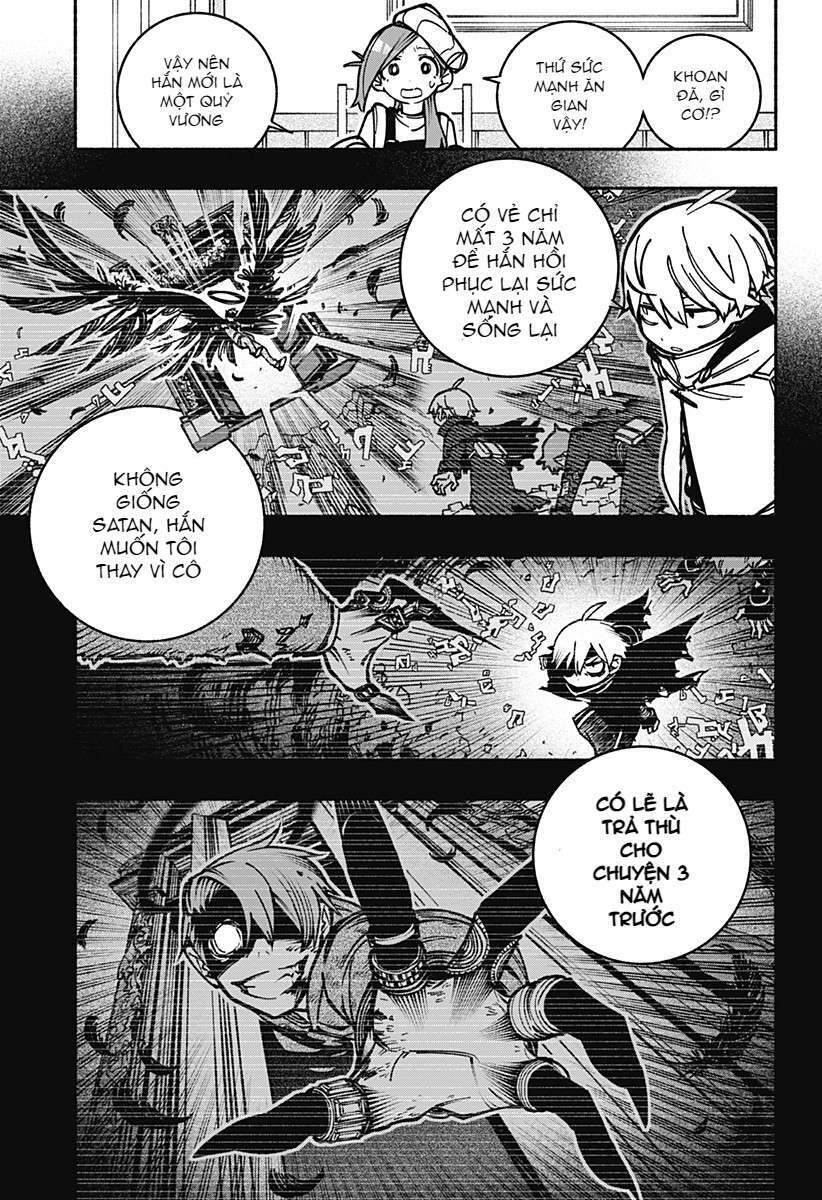 KHOAN
ĐÃ, GÌ
CƠ!?
THỨ SỨC
MẠNH ĂN
GIAN
VẬY!
VẬY NÊN
HẮN MỚI LÀ
MỘT QUỶ
VƯƠNG
CÓ VẺ CHỈ
MẤT 3 NĂM
ĐỂ HẮN HỒI
PHỤC LẠI SỨC
MẠNH VÀ
SỐNG LẠI
KHÔNG
GIỐNG
SATAN, HẮN
MUỐN TÔI
THAY VÌ CÔ
CÓ LẼ LÀ
TRẢ THÙ
CHO
CHUYỆN 3
NĂM
TRƯỚC